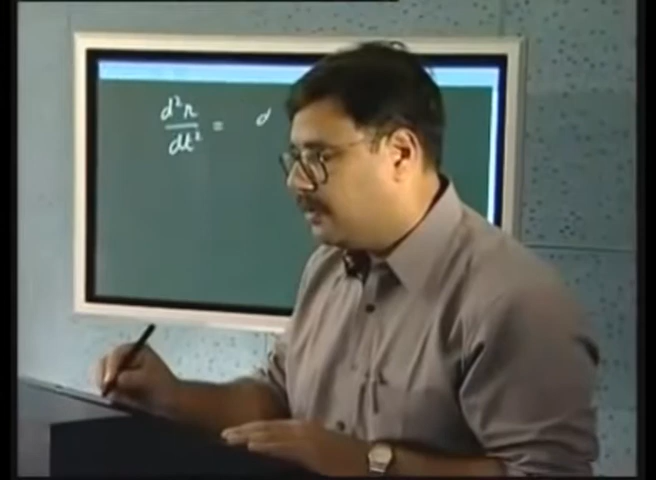 d²r
dt² = d